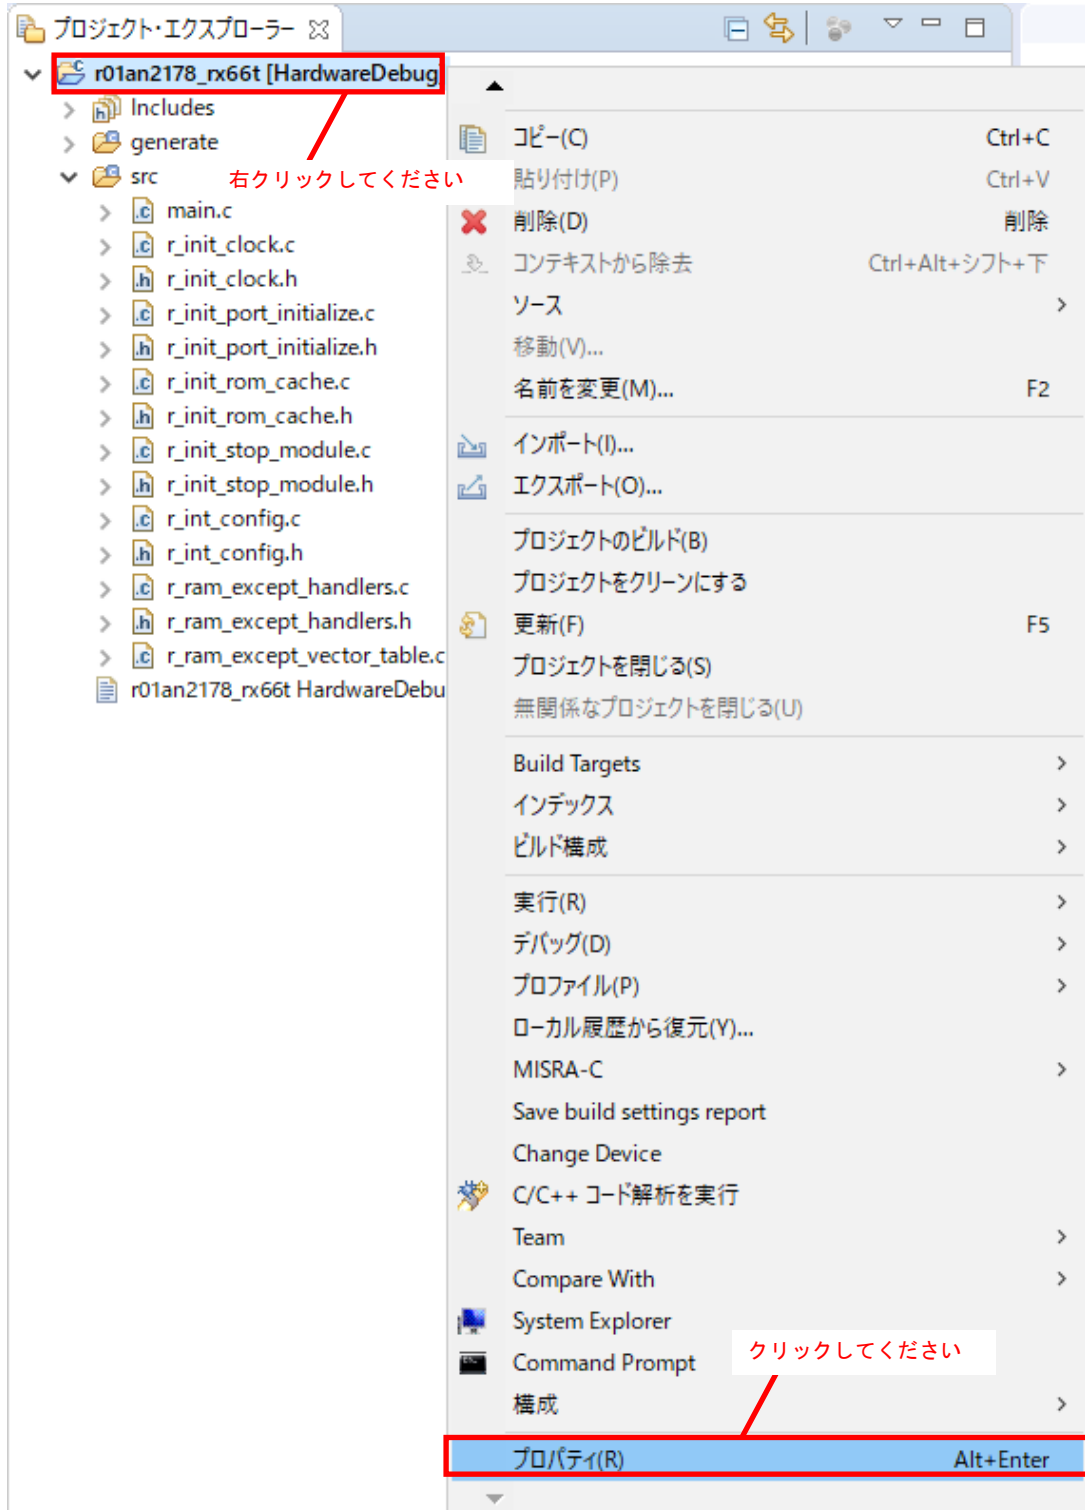 プロジェクト・エクスプローラー
r01an2178_rx66t [HardwareDebug]
Includes
generate
右クリックしてください
src
main.c
r_init_clock.c
r_init_clock.h
r_init_port_initialize.c
r_init_port_initialize.h
r_init_rom_cache.c
r_init_rom_cache.h
r_init_stop_module.c
r_init_stop_module.h
r_int_config.c
r_int_config.h
r_ram_except_handlers.c
r_ram_except_handlers.h
r_ram_except_vector_table.c
r01an2178_rx66t HardwareDebu
コピー(C) Ctrl+C
貼り付け(P) Ctrl+V
削除(D) 削除
コンテキストから除去 Ctrl+Alt+シフト+下
ソース
移動(V)...
名前を変更(M)... F2
インポート(I)...
エクスポート(O)...
プロジェクトのビルド(B)
プロジェクトをクリーンにする
更新(F) F5
プロジェクトを閉じる(S)
無関係なプロジェクトを閉じる(U)
Build Targets
インデックス
ビルド構成
実行(R)
デバッグ(D)
プロファイル(P)
ローカル履歴から復元(Y)...
MISRA-C
Save build settings report
Change Device
C/C++ コード解析を実行
Team
Compare With
System Explorer
クリックしてください
Command Prompt
構成
プロパティ(R) Alt+Enter